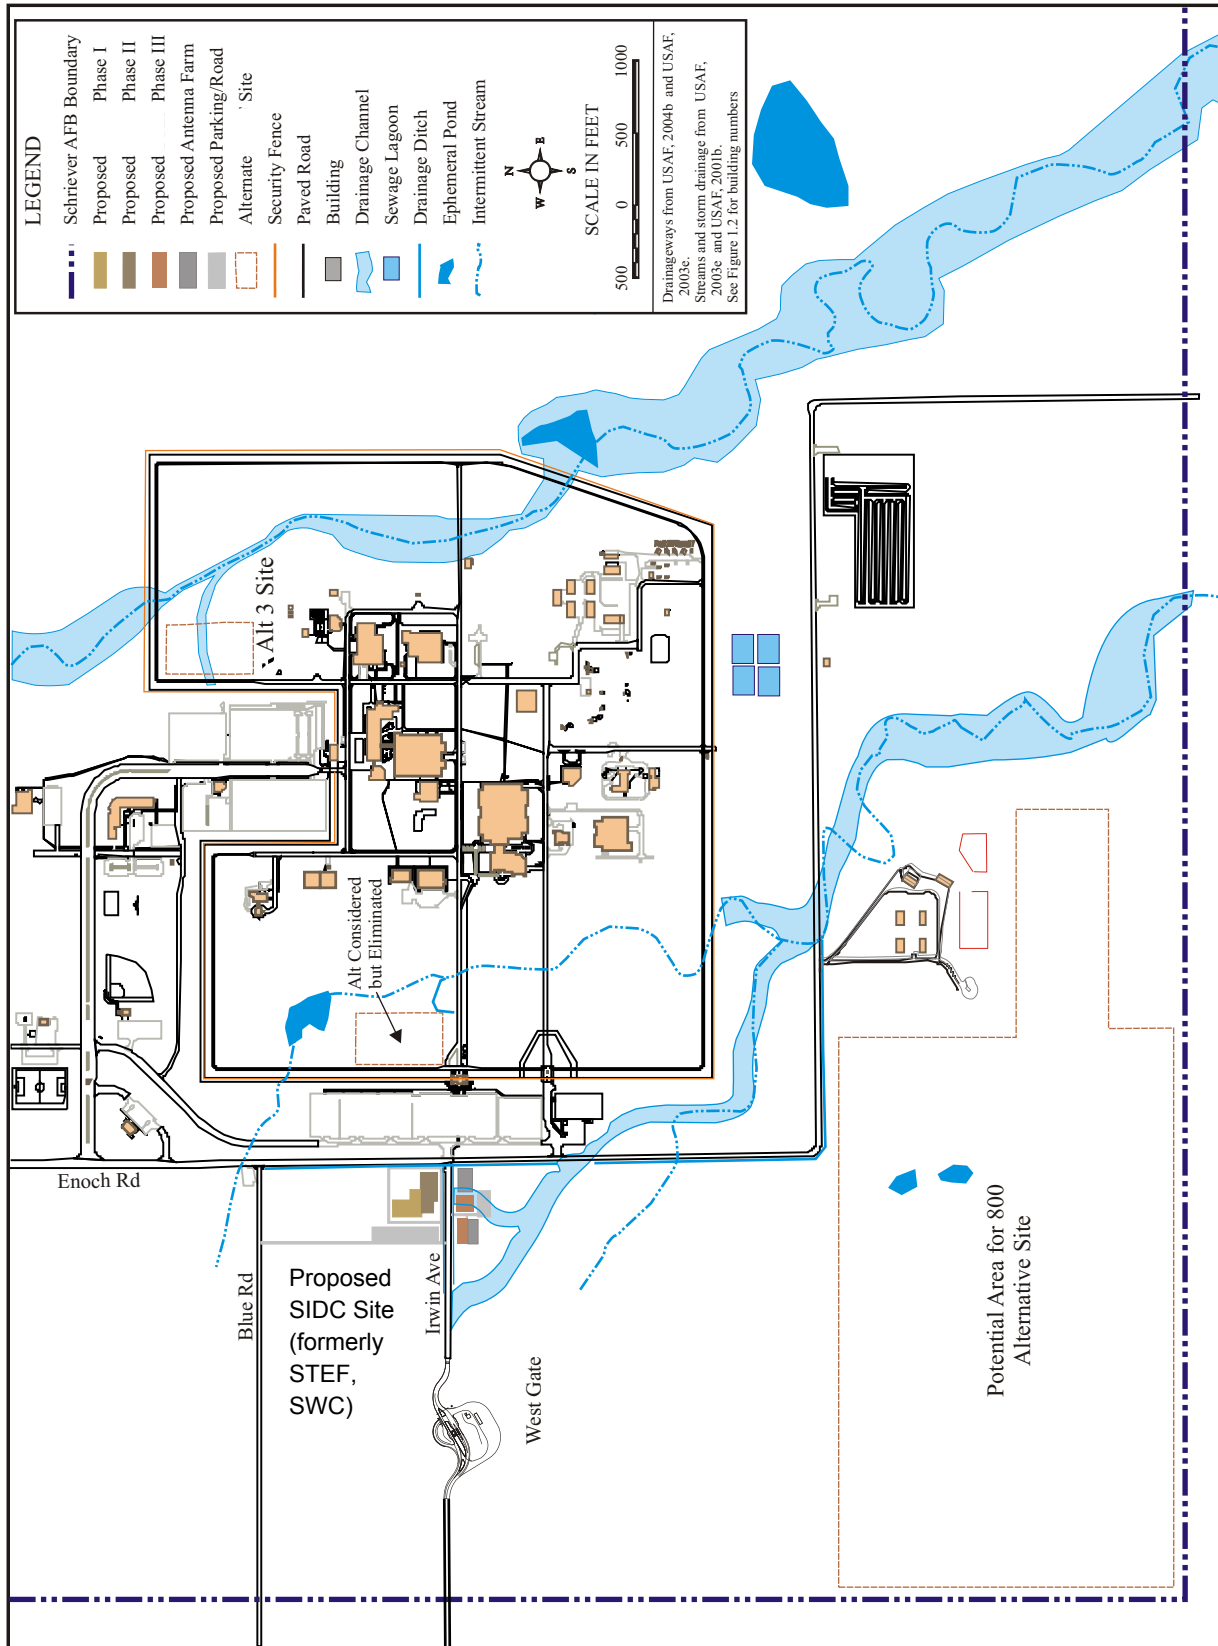 LEGEND
Schriever AFB Boundary
Proposed Phase I
Proposed Phase II
Proposed Phase III
Proposed Antenna Farm
Proposed Parking/Road
Alternate ' Site
Security Fence
Paved Road
Building
Drainage Channel
Sewage Lagoon
Drainage Ditch
Ephemeral Pond
Intermittent Stream
N
W E
S
SCALE IN FEET
500 0 500 1000
Drainageways from USAF, 2004b and USAF,
2003e.
Streams and storm drainage from USAF,
2003e and USAF, 2001b.
See Figure 1.2 for building numbers
Alt 3 Site
Alt Considered
but Eliminated
Enoch Rd
Blue Rd
Irwin Ave
Proposed
SIDC Site
(formerly
STEF,
SWC)
West Gate
Potential Area for 800
Alternative Site